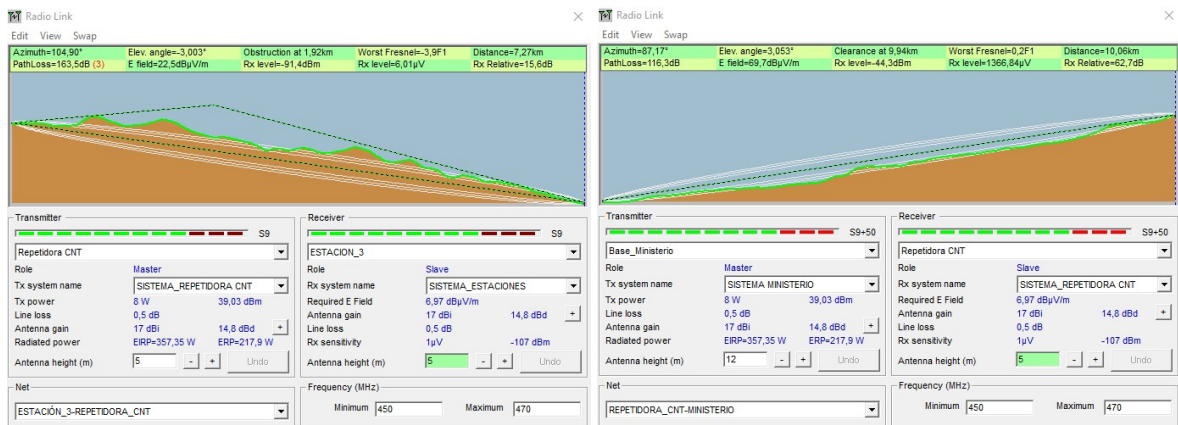 Radio Link
Edit View Swap
Azimuth=104,90° Elev. angle=-3,003° Obstruction at 1,92km Worst Fresnel=-3,9F1 Distance=7,27km
PathLoss=163,5dB (3) E field=22,5dBµV/m Rx level=-91,4dBm Rx level=6,01µV Rx Relative=15,6dB
Transmitter
S9
Repetidora CNT
Role Master
Tx system name SISTEMA_REPETIDORA CNT
Tx power 8 W 39,03 dBm
Line loss 0,5 dB
Antenna gain 17 dBi 14,8 dBd +
Radiated power EIRP=357,35 W ERP=217,9 W
Antenna height (m) 5 - + Undo
Receiver
S9
ESTACION_3
Role Slave
Rx system name SISTEMA_ESTACIONES
Required E Field 6,97 dBµV/m
Antenna gain 17 dBi 14,8 dBd +
Line loss 0,5 dB
Rx sensitivity 1µV -107 dBm
Antenna height (m) 5 - + Undo
Net
ESTACIÓN_3-REPETIDORA_CNT
Frequency (MHz)
Minimum 450 Maximum 470
Radio Link
Edit View Swap
Azimuth=87,17° Elev. angle=3,053° Clearance at 9,94km Worst Fresnel=0,2F1 Distance=10,06km
PathLoss=116,3dB E field=69,7dBµV/m Rx level=-44,3dBm Rx level=1366,84µV Rx Relative=62,7dB
Transmitter
S9+50
Base_Ministerio
Role Master
Tx system name SISTEMA MINISTERIO
Tx power 8 W 39,03 dBm
Line loss 0,5 dB
Antenna gain 17 dBi 14,8 dBd +
Radiated power EIRP=357,35 W ERP=217,9 W
Antenna height (m) 12 - + Undo
Receiver
S9+50
Repetidora CNT
Role Slave
Rx system name SISTEMA_REPETIDORA CNT
Required E Field 6,97 dBµV/m
Antenna gain 17 dBi 14,8 dBd +
Line loss 0,5 dB
Rx sensitivity 1µV -107 dBm
Antenna height (m) 5 - + Undo
Net
REPETIDORA_CNT-MINISTERIO
Frequency (MHz)
Minimum 450 Maximum 470